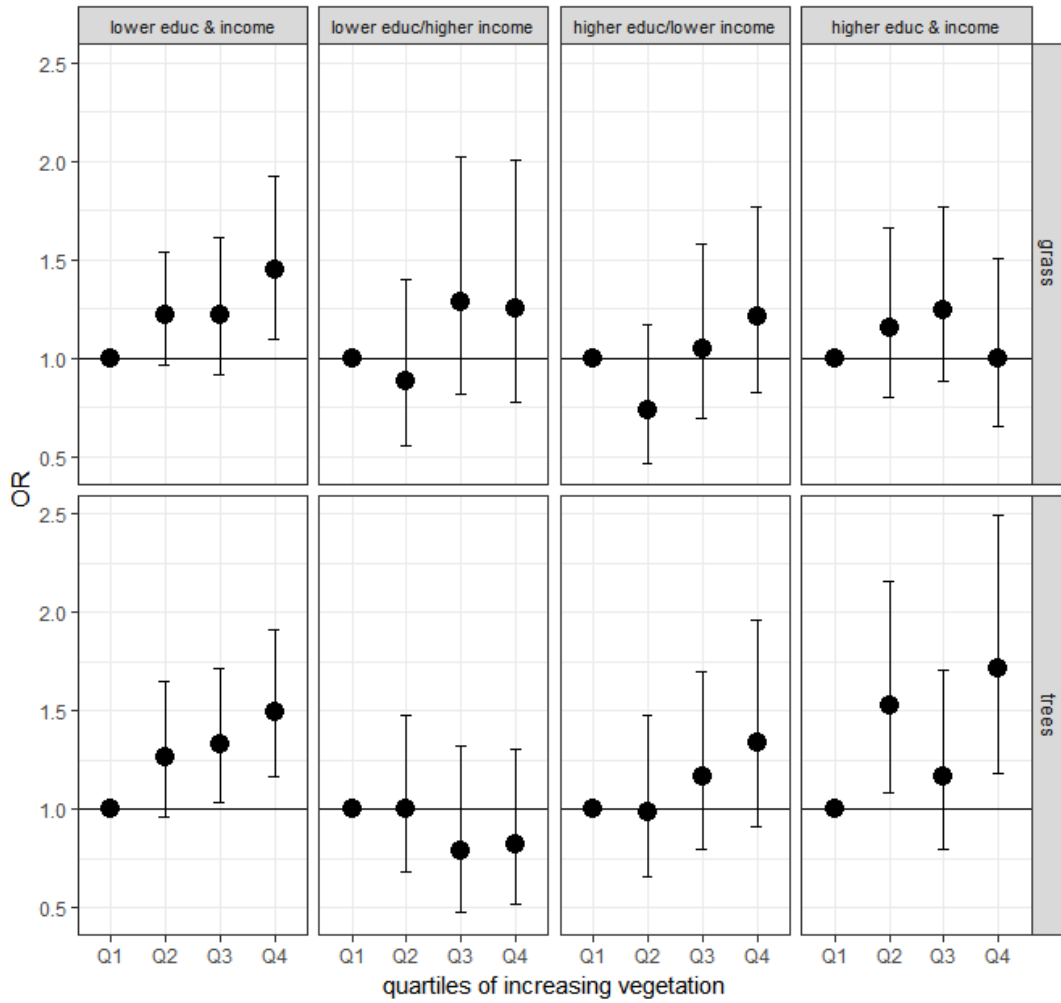 lower educ & income
lower educ/higher income
higher educ/lower income
higher educ & income
2.5
2.0
1.5
1.0
0.5
grass
OR
2.5
2.0
1.5
1.0
0.5
trees
Q1 Q2 Q3 Q4 Q1 Q2 Q3 Q4 Q1 Q2 Q3 Q4 Q1 Q2 Q3 Q4
quartiles of increasing vegetation